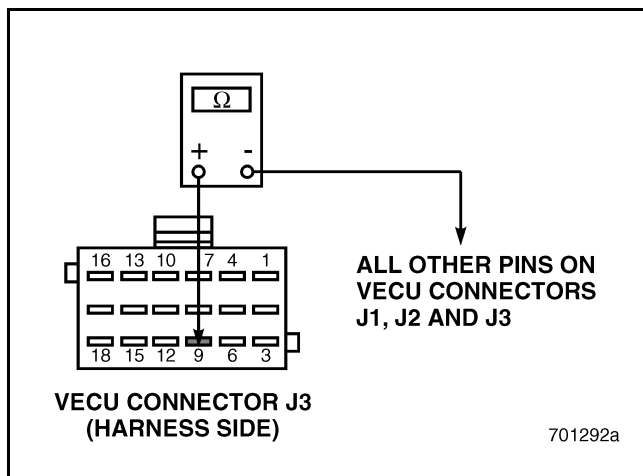 Ω
+ -
16 13 10 7 4 1
18 15 12 9 6 3
ALL OTHER PINS ON
VECU CONNECTORS
J1, J2 AND J3
VECU CONNECTOR J3
(HARNESS SIDE)
701292a